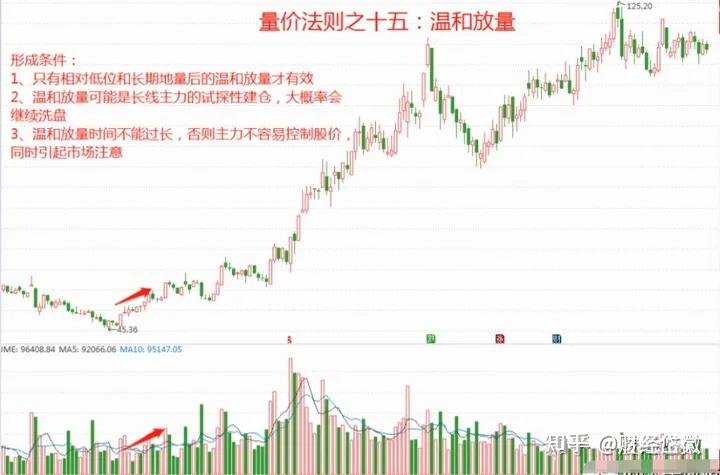 量价法则之十五：温和放量
125.20
形成条件：
1、只有相对低位和长期地量后的温和放量才有效
2、温和放量可能是长线主力的试探性建仓，大概率会
继续洗盘
3、温和放量时间不能过长，否则主力不容易控制股价，
同时引起市场注意
45.36
财
IME: 96408.84 MA5: 92066.06 MA10: 95147.05
知乎 @财经达微